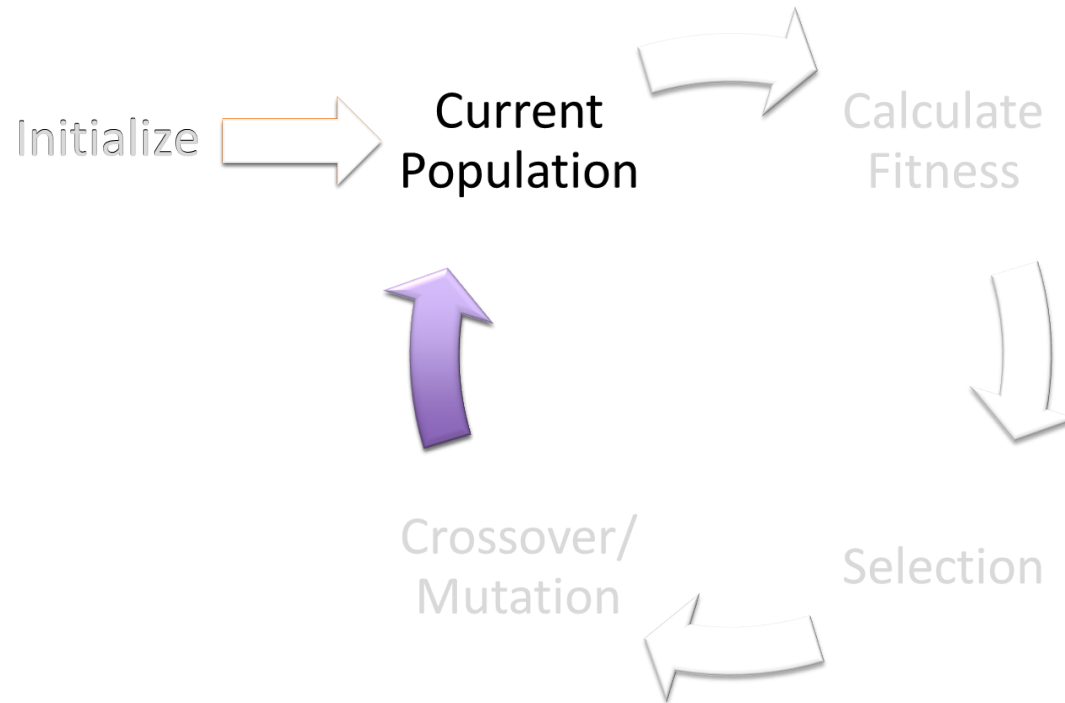 Initialize
Current
Population
Calculate
Fitness
Selection
Crossover/
Mutation